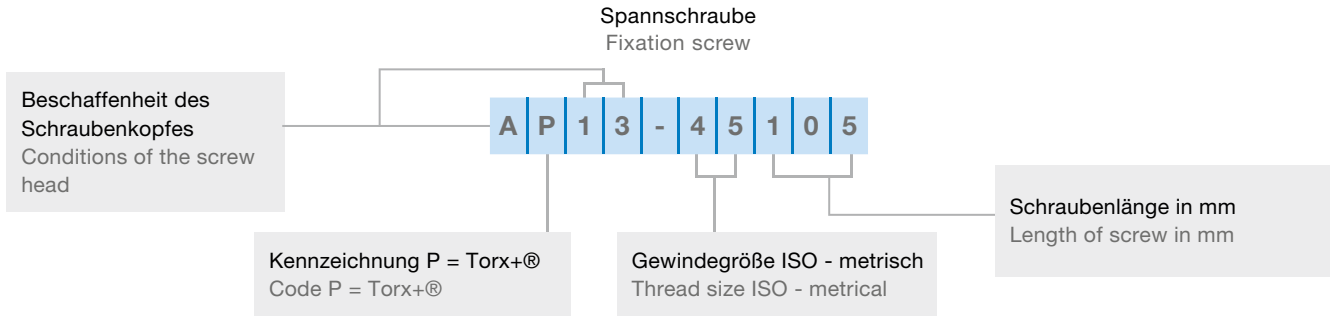 Spannschraube
Fixation screw
Beschaffenheit des
Schraubenkopfes
Conditions of the screw
head
A P 1 3 - 4 5 1 0 5
Schraubenlänge in mm
Length of screw in mm
Kennzeichnung P = Torx+®
Code P = Torx+®
Gewindegröße ISO - metrisch
Thread size ISO - metrical